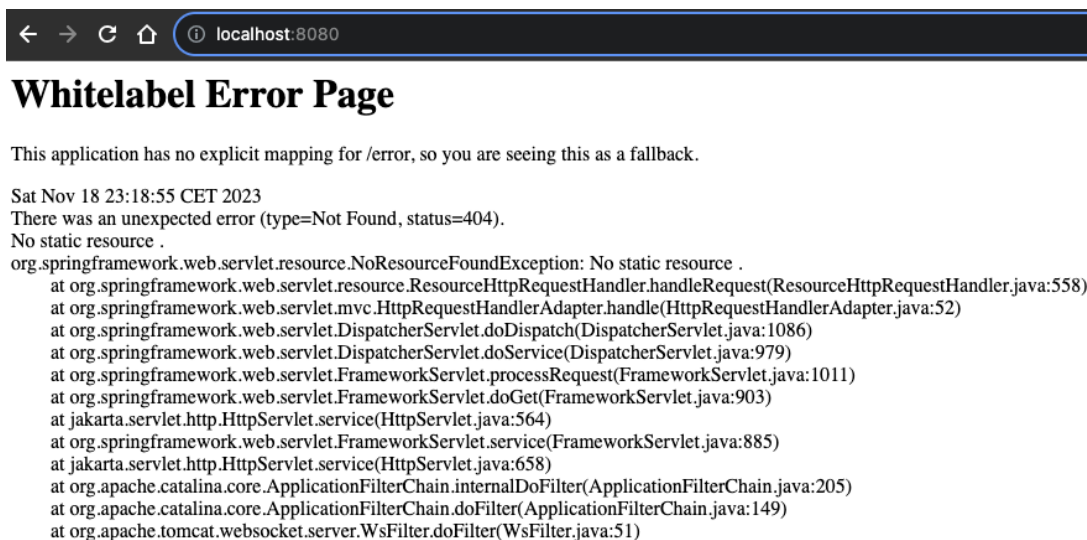 localhost:8080
Whitelabel Error Page
This application has no explicit mapping for /error, so you are seeing this as a fallback.
Sat Nov 18 23:18:55 CET 2023
There was an unexpected error (type=Not Found, status=404).
No static resource .
org.springframework.web.servlet.resource.NoResourceFoundException: No static resource .
at org.springframework.web.servlet.resource.ResourceHttpRequestHandler.handleRequest(ResourceHttpRequestHandler.java:558)
at org.springframework.web.servlet.mvc.HttpRequestHandlerAdapter.handle(HttpRequestHandlerAdapter.java:52)
at org.springframework.web.servlet.DispatcherServlet.doDispatch(DispatcherServlet.java:1086)
at org.springframework.web.servlet.DispatcherServlet.doService(DispatcherServlet.java:979)
at org.springframework.web.servlet.FrameworkServlet.processRequest(FrameworkServlet.java:1011)
at org.springframework.web.servlet.FrameworkServlet.doGet(FrameworkServlet.java:903)
at jakarta.servlet.http.HttpServlet.service(HttpServlet.java:564)
at org.springframework.web.servlet.FrameworkServlet.service(FrameworkServlet.java:885)
at jakarta.servlet.http.HttpServlet.service(HttpServlet.java:658)
at org.apache.catalina.core.ApplicationFilterChain.internalDoFilter(ApplicationFilterChain.java:205)
at org.apache.catalina.core.ApplicationFilterChain.doFilter(ApplicationFilterChain.java:149)
at org.apache.tomcat.websocket.server.WsFilter.doFilter(WsFilter.java:51)